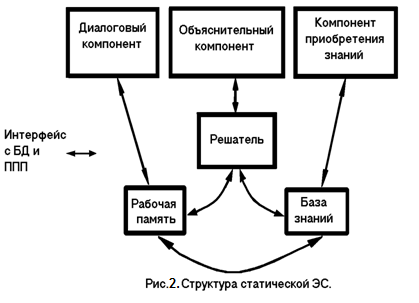 Диалоговый
компонент
Объяснительный
компонент
Компонент
приобретения
знаний
Решатель
Интерфейс
с БД и
ППП
Рабочая
память
База
знаний
Рис.2.Структура статической ЭС.